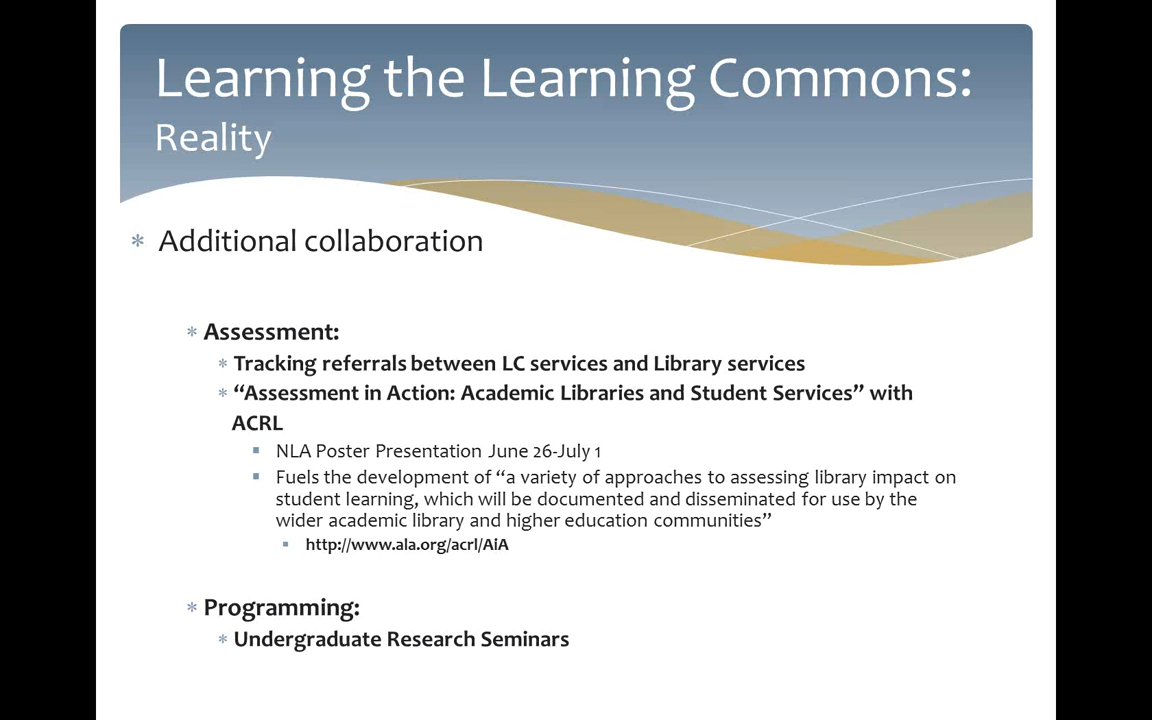 Learning the Learning Commons:
Reality
* Additional collaboration
* Assessment:
* Tracking referrals between LC services and Library services
* “Assessment in Action: Academic Libraries and Student Services” with
ACRL
▪ NLA Poster Presentation June 26-July 1
▪ Fuels the development of “a variety of approaches to assessing library impact on
student learning, which will be documented and disseminated for use by the
wider academic library and higher education communities”
▪ http://www.ala.org/acrl/AiA
* Programming:
* Undergraduate Research Seminars